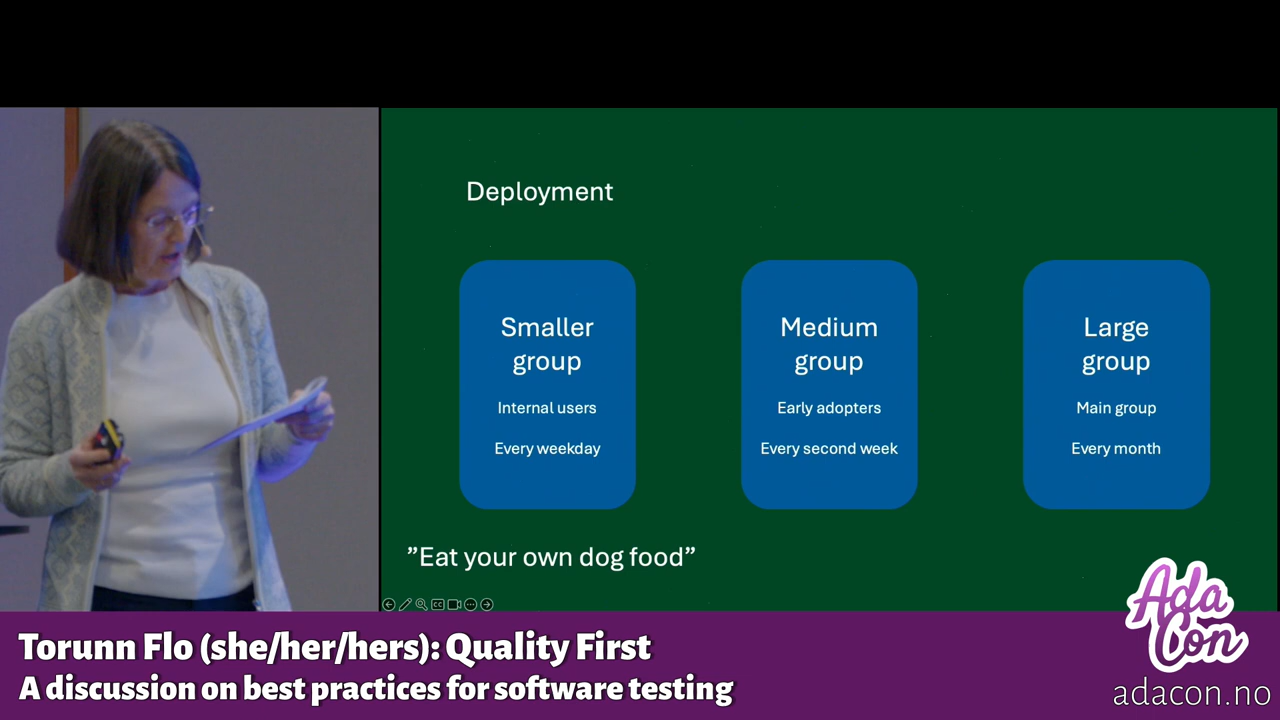 Deployment
Smaller
group
Internal users
Every weekday
Medium
group
Early adopters
Every second week
Large
group
Main group
Every month
”Eat your own dog food”
Torunn Flo (she/her/hers): Quality First
A discussion on best practices for software testing
Ada
Con
adacon.no